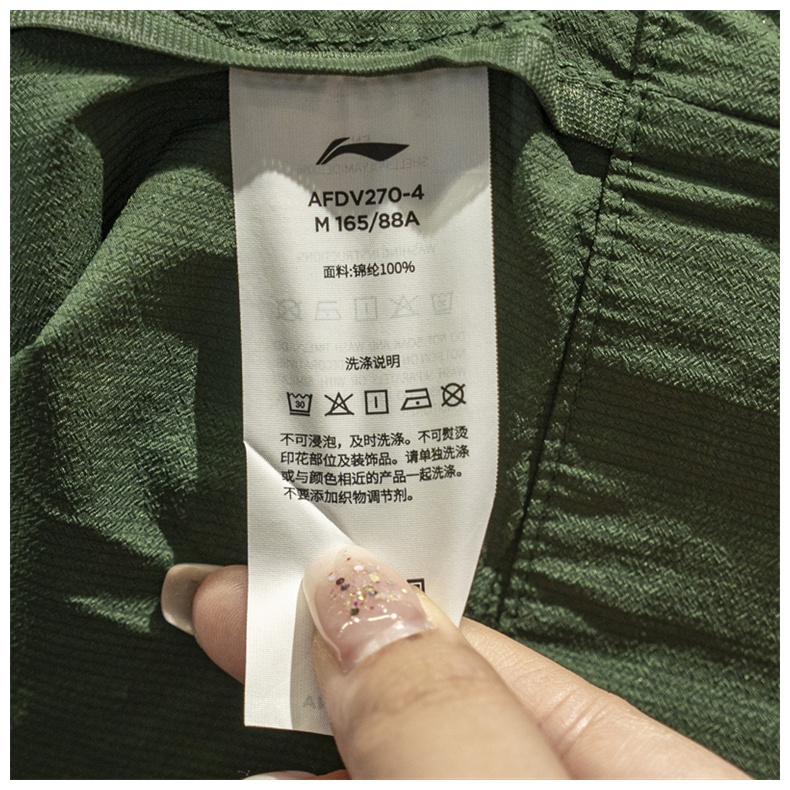 AFDV270-4
M 165/88A
面料:锦纶100%
洗涤说明
30
不可浸泡，及时洗涤。不可熨烫
印花部位及装饰品。请单独洗涤
或与颜色相近的产品一起洗涤。
不要添加织物调节剂。